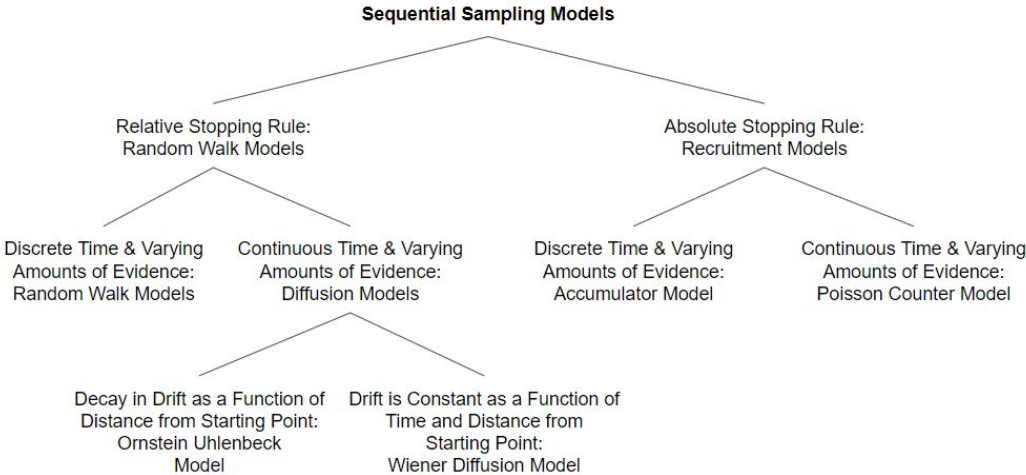 Sequential Sampling Models
Relative Stopping Rule:
Random Walk Models
Absolute Stopping Rule:
Recruitment Models
Discrete Time & Varying
Amounts of Evidence:
Random Walk Models
Continuous Time & Varying
Amounts of Evidence:
Diffusion Models
Discrete Time & Varying
Amounts of Evidence:
Accumulator Model
Continuous Time & Varying
Amounts of Evidence:
Poisson Counter Model
Decay in Drift as a Function of
Distance from Starting Point:
Ornstein Uhlenbeck
Model
Drift is Constant as a Function of
Time and Distance from
Starting Point:
Wiener Diffusion Model